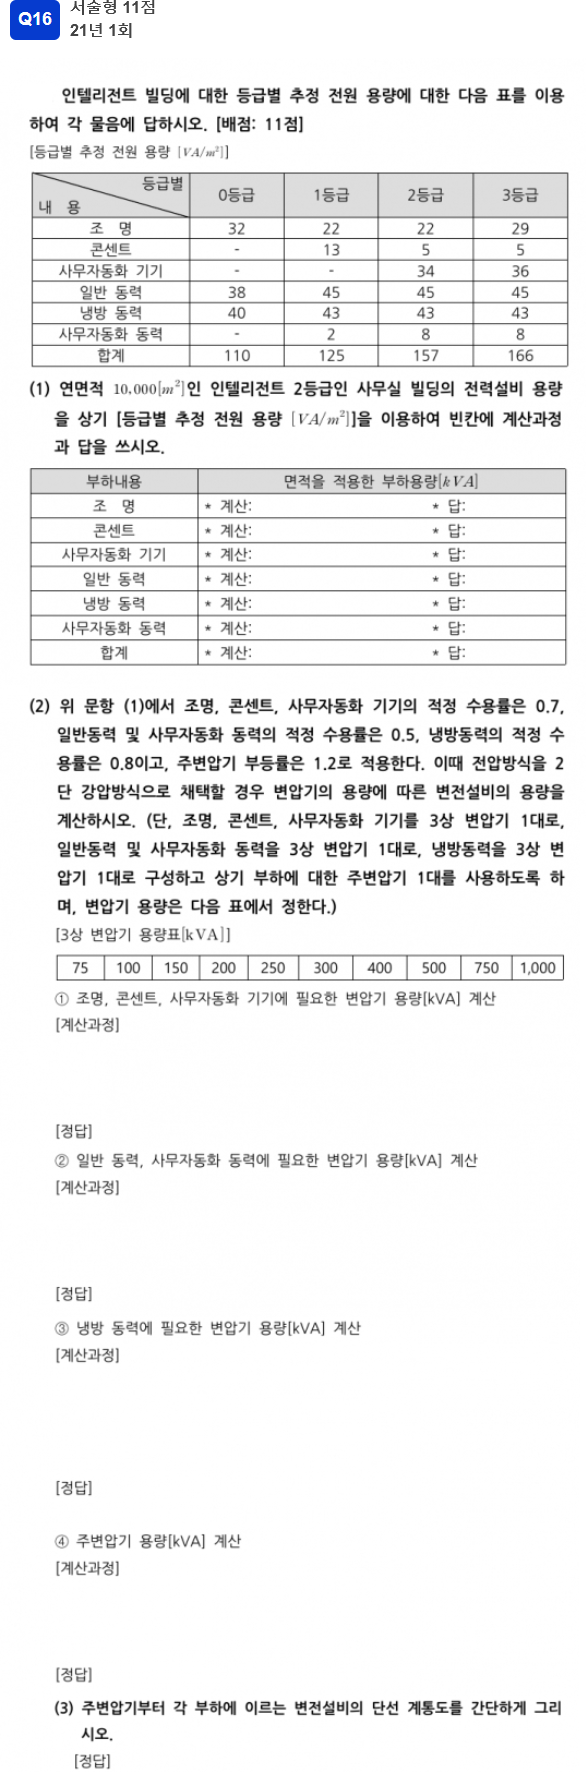 Q16
서술형 11점
21년 1회
인텔리전트 빌딩에 대한 등급별 추정 전원 용량에 대한 다음 표를 이용
하여 각 물음에 답하시오. [배점: 11점]
[등급별 추정 전원 용량 [VA/m²]]
등급별
내 용
0등급 1등급 2등급 3등급
조 명 32 22 22 29
콘센트 - 13 5 5
사무자동화 기기 - - 34 36
일반 동력 38 45 45 45
냉방 동력 40 43 43 43
사무자동화 동력 - 2 8 8
합계 110 125 157 166
(1) 연면적 10,000[m²]인 인텔리전트 2등급인 사무실 빌딩의 전력설비 용량
을 상기 [등급별 추정 전원 용량 [VA/m²]]을 이용하여 빈칸에 계산과정
과 답을 쓰시오.
부하내용 면적을 적용한 부하용량[kVA]
조 명 * 계산: * 답:
콘센트 * 계산: * 답:
사무자동화 기기 * 계산: * 답:
일반 동력 * 계산: * 답:
냉방 동력 * 계산: * 답:
사무자동화 동력 * 계산: * 답:
합계 * 계산: * 답:
(2) 위 문항 (1)에서 조명, 콘센트, 사무자동화 기기의 적정 수용률은 0.7,
일반동력 및 사무자동화 동력의 적정 수용률은 0.5, 냉방동력의 적정 수
용률은 0.8이고, 주변압기 부등률은 1.2로 적용한다. 이때 전압방식을 2
단 강압방식으로 채택할 경우 변압기의 용량에 따른 변전설비의 용량을
계산하시오. (단, 조명, 콘센트, 사무자동화 기기를 3상 변압기 1대로,
일반동력 및 사무자동화 동력을 3상 변압기 1대로, 냉방동력을 3상 변
압기 1대로 구성하고 상기 부하에 대한 주변압기 1대를 사용하도록 하
며, 변압기 용량은 다음 표에서 정한다.)
[3상 변압기 용량표[kVA]]
75 100 150 200 250 300 400 500 750 1,000
① 조명, 콘센트, 사무자동화 기기에 필요한 변압기 용량[kVA] 계산
[계산과정]
[정답]
② 일반 동력, 사무자동화 동력에 필요한 변압기 용량[kVA] 계산
[계산과정]
[정답]
③ 냉방 동력에 필요한 변압기 용량[kVA] 계산
[계산과정]
[정답]
④ 주변압기 용량[kVA] 계산
[계산과정]
[정답]
(3) 주변압기부터 각 부하에 이르는 변전설비의 단선 계통도를 간단하게 그리
시오.
[정답]